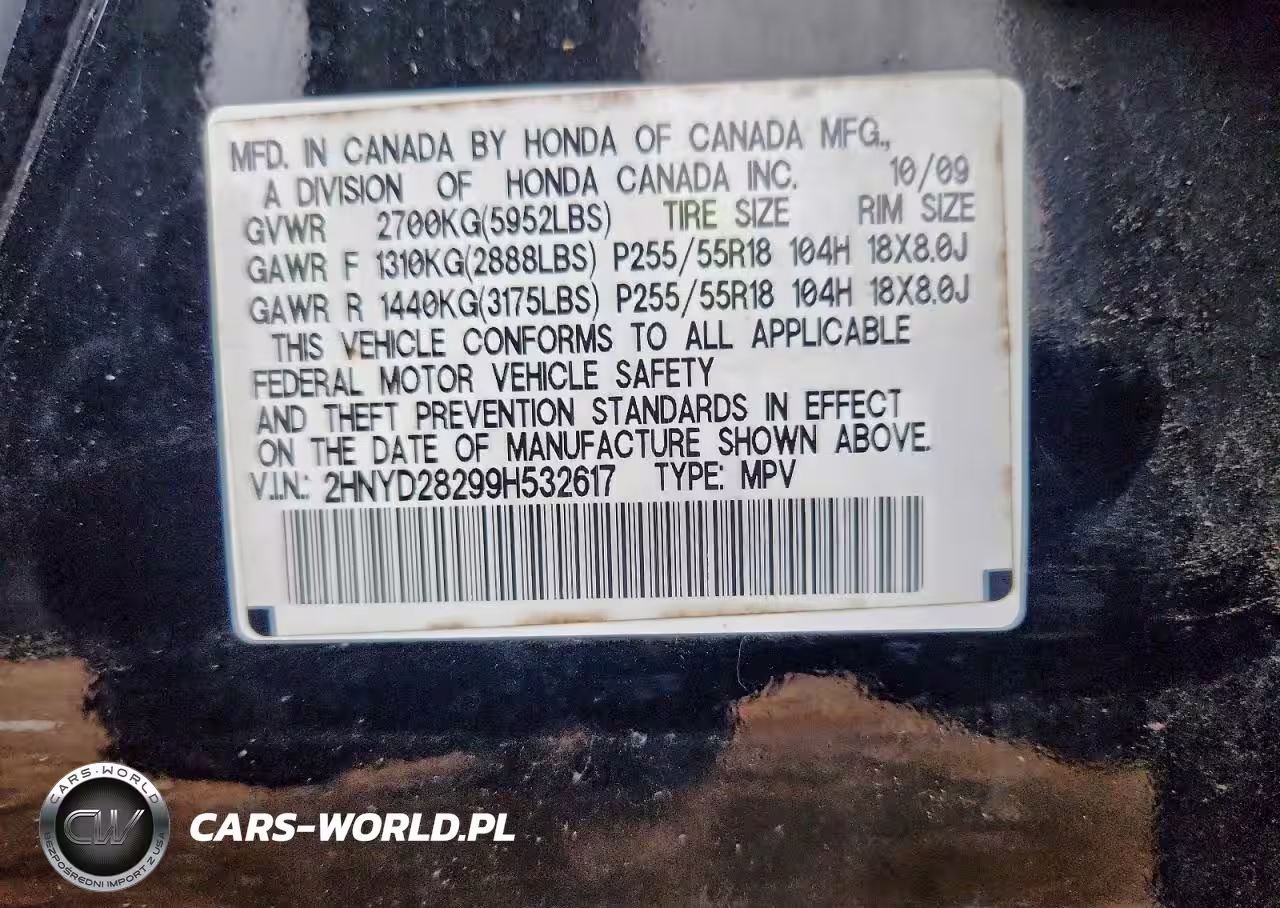 MFD. IN CANADA BY HONDA OF CANADA MFG.,
A DIVISION OF HONDA CANADA INC. 10/09
GVWR 2700KG(5952LBS) TIRE SIZE RIM SIZE
GAWR F 1310KG(2888LBS) P255/55R18 104H 18X8.0J
GAWR R 1440KG(3175LBS) P255/55R18 104H 18X8.0J
THIS VEHICLE CONFORMS TO ALL APPLICABLE
FEDERAL MOTOR VEHICLE SAFETY
AND THEFT PREVENTION STANDARDS IN EFFECT
ON THE DATE OF MANUFACTURE SHOWN ABOVE.
V.I.N.: 2HNYD28299H532617 TYPE: MPV
CARS-WORLD
CW
BEZPOŚREDNI IMPORT Z USA
CARS-WORLD.PL